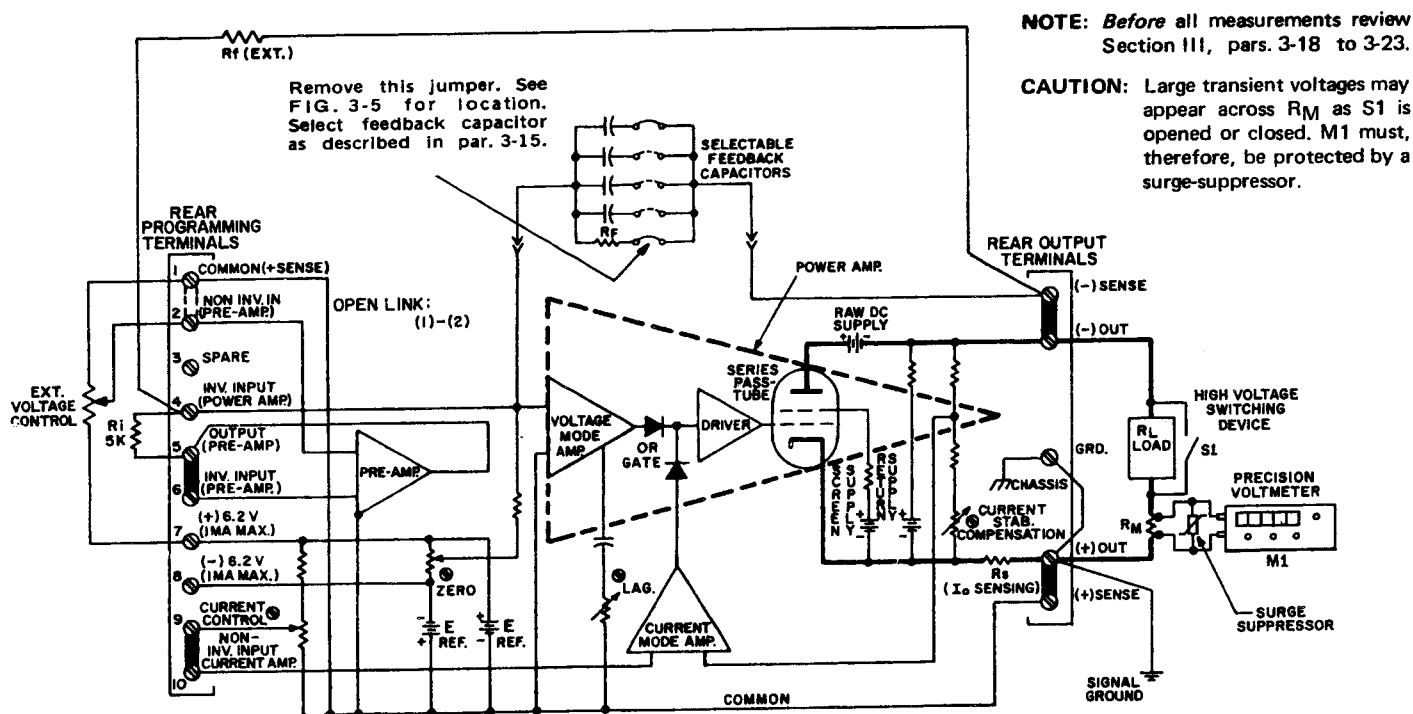 Rf (EXT.)
NOTE: Before all measurements review
Section III, pars. 3-18 to 3-23.
CAUTION: Large transient voltages may
appear across RM as S1 is
opened or closed. M1 must,
therefore, be protected by a
surge-suppressor.
Remove this jumper. See
FIG. 3-5 for location.
Select feedback capacitor
as described in par. 3-15.
SELECTABLE
FEEDBACK
CAPACITORS
RF
REAR
PROGRAMMING
TERMINALS
1 COMMON (+SENSE)
2 NON INV. IN
(PRE-AMP.)
OPEN LINK:
(1)-(2)
3 SPARE
4 INV. INPUT
(POWER AMP.)
EXT.
VOLTAGE
CONTROL
Ri
5K
5 OUTPUT
(PRE-AMP)
6 INV. INPUT
(PRE-AMP.)
7 (+) 6.2 V
(1MA MAX.)
8 (-) 6.2 V
(1MA MAX.)
9 CURRENT
CONTROL
NON-
INV. INPUT
CURRENT AMP.
10
PRE-AMP.
ZERO
- +
E
REF.
+ -
E
REF.
LAG.
VOLTAGE
MODE
AMP.
OR
GATE
DRIVER
CURRENT
MODE AMP.
POWER AMP.
SERIES
PASS-
TUBE
RAW DC
SUPPLY
+ -
SCREEN
SUPPLY
+ -
RETURN
SUPPLY
+ -
CURRENT
STAB.
COMPENSATION
Rs
(Io SENSING)
COMMON
REAR OUTPUT
TERMINALS
(-) SENSE
(-) OUT
GRD.
CHASSIS
(+) OUT
(+) SENSE
SIGNAL
GROUND
RL
LOAD
S1
HIGH VOLTAGE
SWITCHING
DEVICE
RM
PRECISION
VOLTMETER
M1
SURGE
SUPPRESSOR